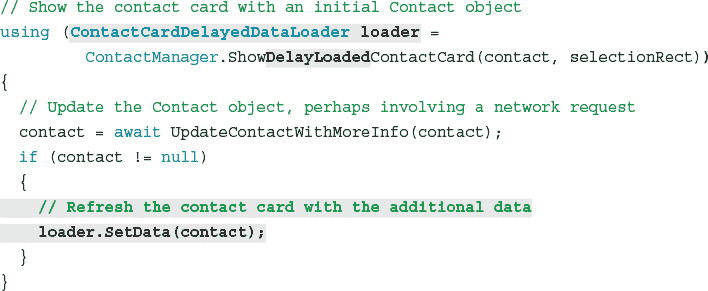 // Show the contact card with an initial Contact object
using (ContactCardDelayedDataLoader loader =
ContactManager.ShowDelayLoadedContactCard(contact, selectionRect))
{
// Update the Contact object, perhaps involving a network request
contact = await UpdateContactWithMoreInfo(contact);
if (contact != null)
{
// Refresh the contact card with the additional data
loader.SetData(contact);
}
}